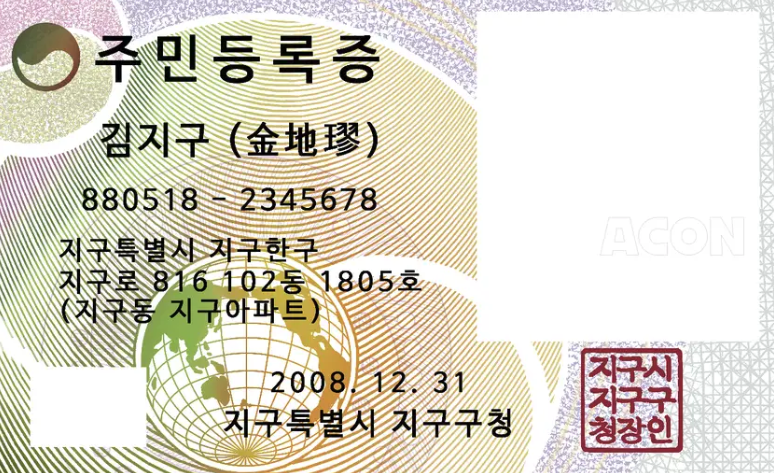 주민등록증
김지구 (金地璆)
880518 - 2345678
지구특별시 지구한구
지구로 816 102동 1805호
(지구동 지구아파트)
ACON
2008. 12. 31
지구특별시 지구구청
지구시
지구구
청장인